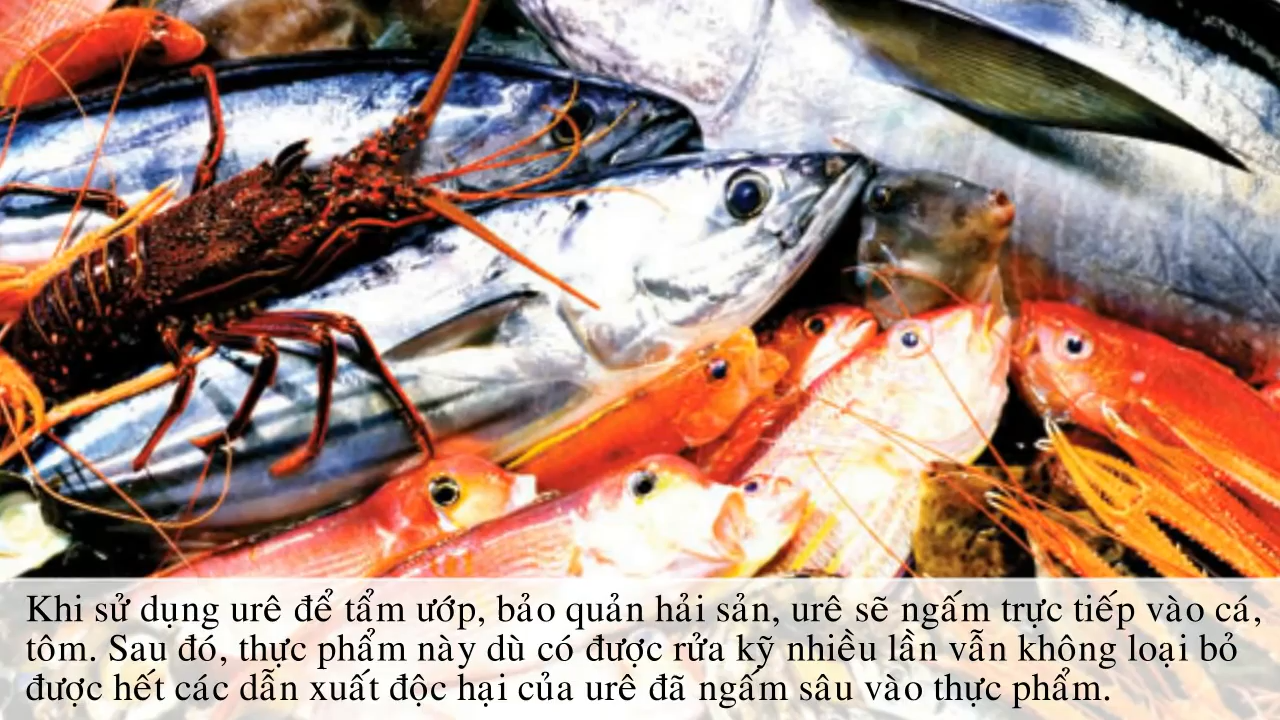 Khi sử dụng urê để tẩm ướp, bảo quản hải sản, urê sẽ ngấm trực tiếp vào cá,
tôm. Sau đó, thực phẩm này dù có được rửa kỹ nhiều lần vẫn không loại bỏ
được hết các dẫn xuất độc hại của urê đã ngấm sâu vào thực phẩm.